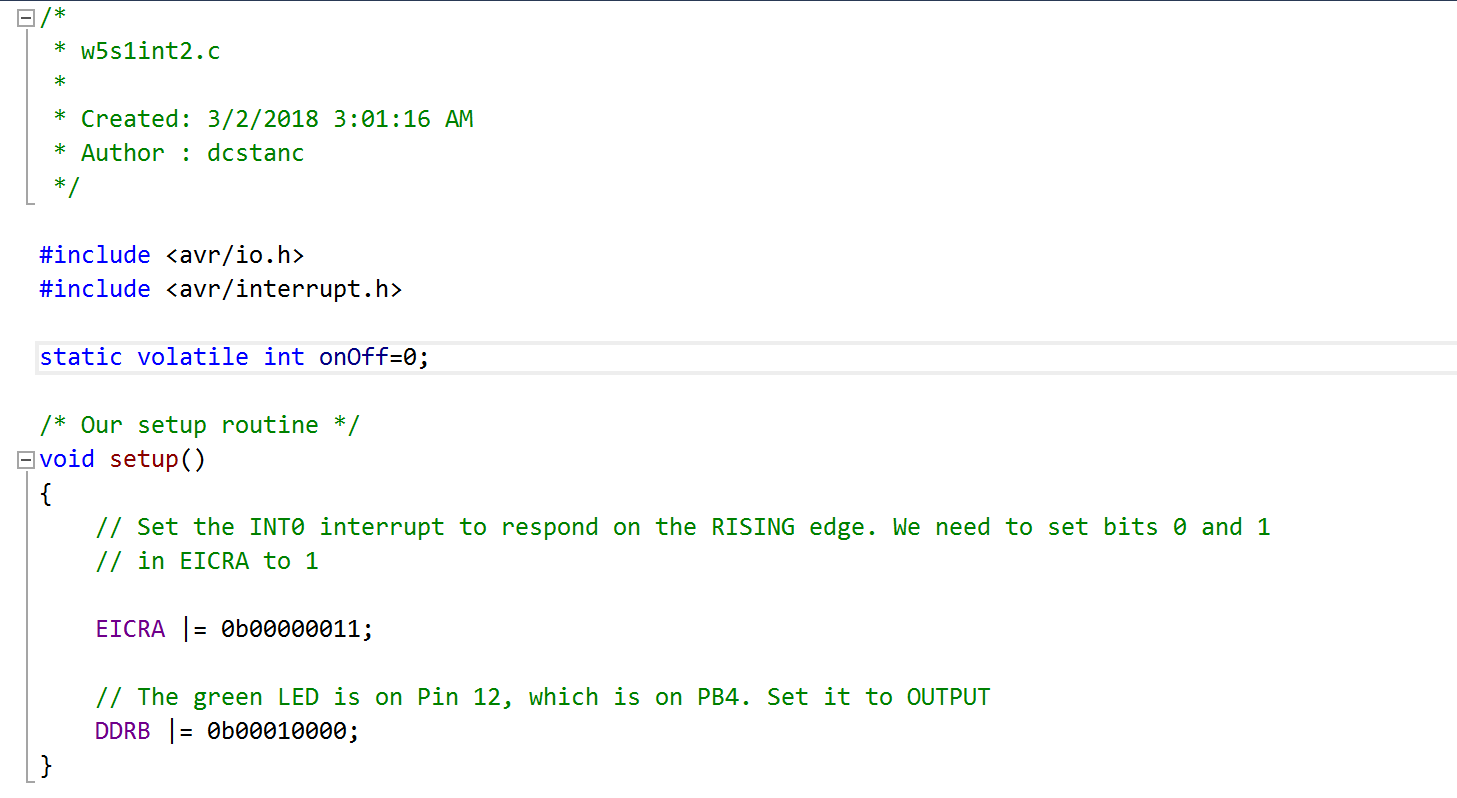 /*
 * w5s1int2.c
 *
 * Created: 3/2/2018 3:01:16 AM
 * Author : dcstanc
 */

#include <avr/io.h>
#include <avr/interrupt.h>

static volatile int onOff=0;

/* Our setup routine */
void setup()
{
    // Set the INT0 interrupt to respond on the RISING edge. We need to set bits 0 and 1
    // in EICRA to 1

    EICRA |= 0b00000011;

    // The green LED is on Pin 12, which is on PB4. Set it to OUTPUT
    DDRB |= 0b00010000;
}